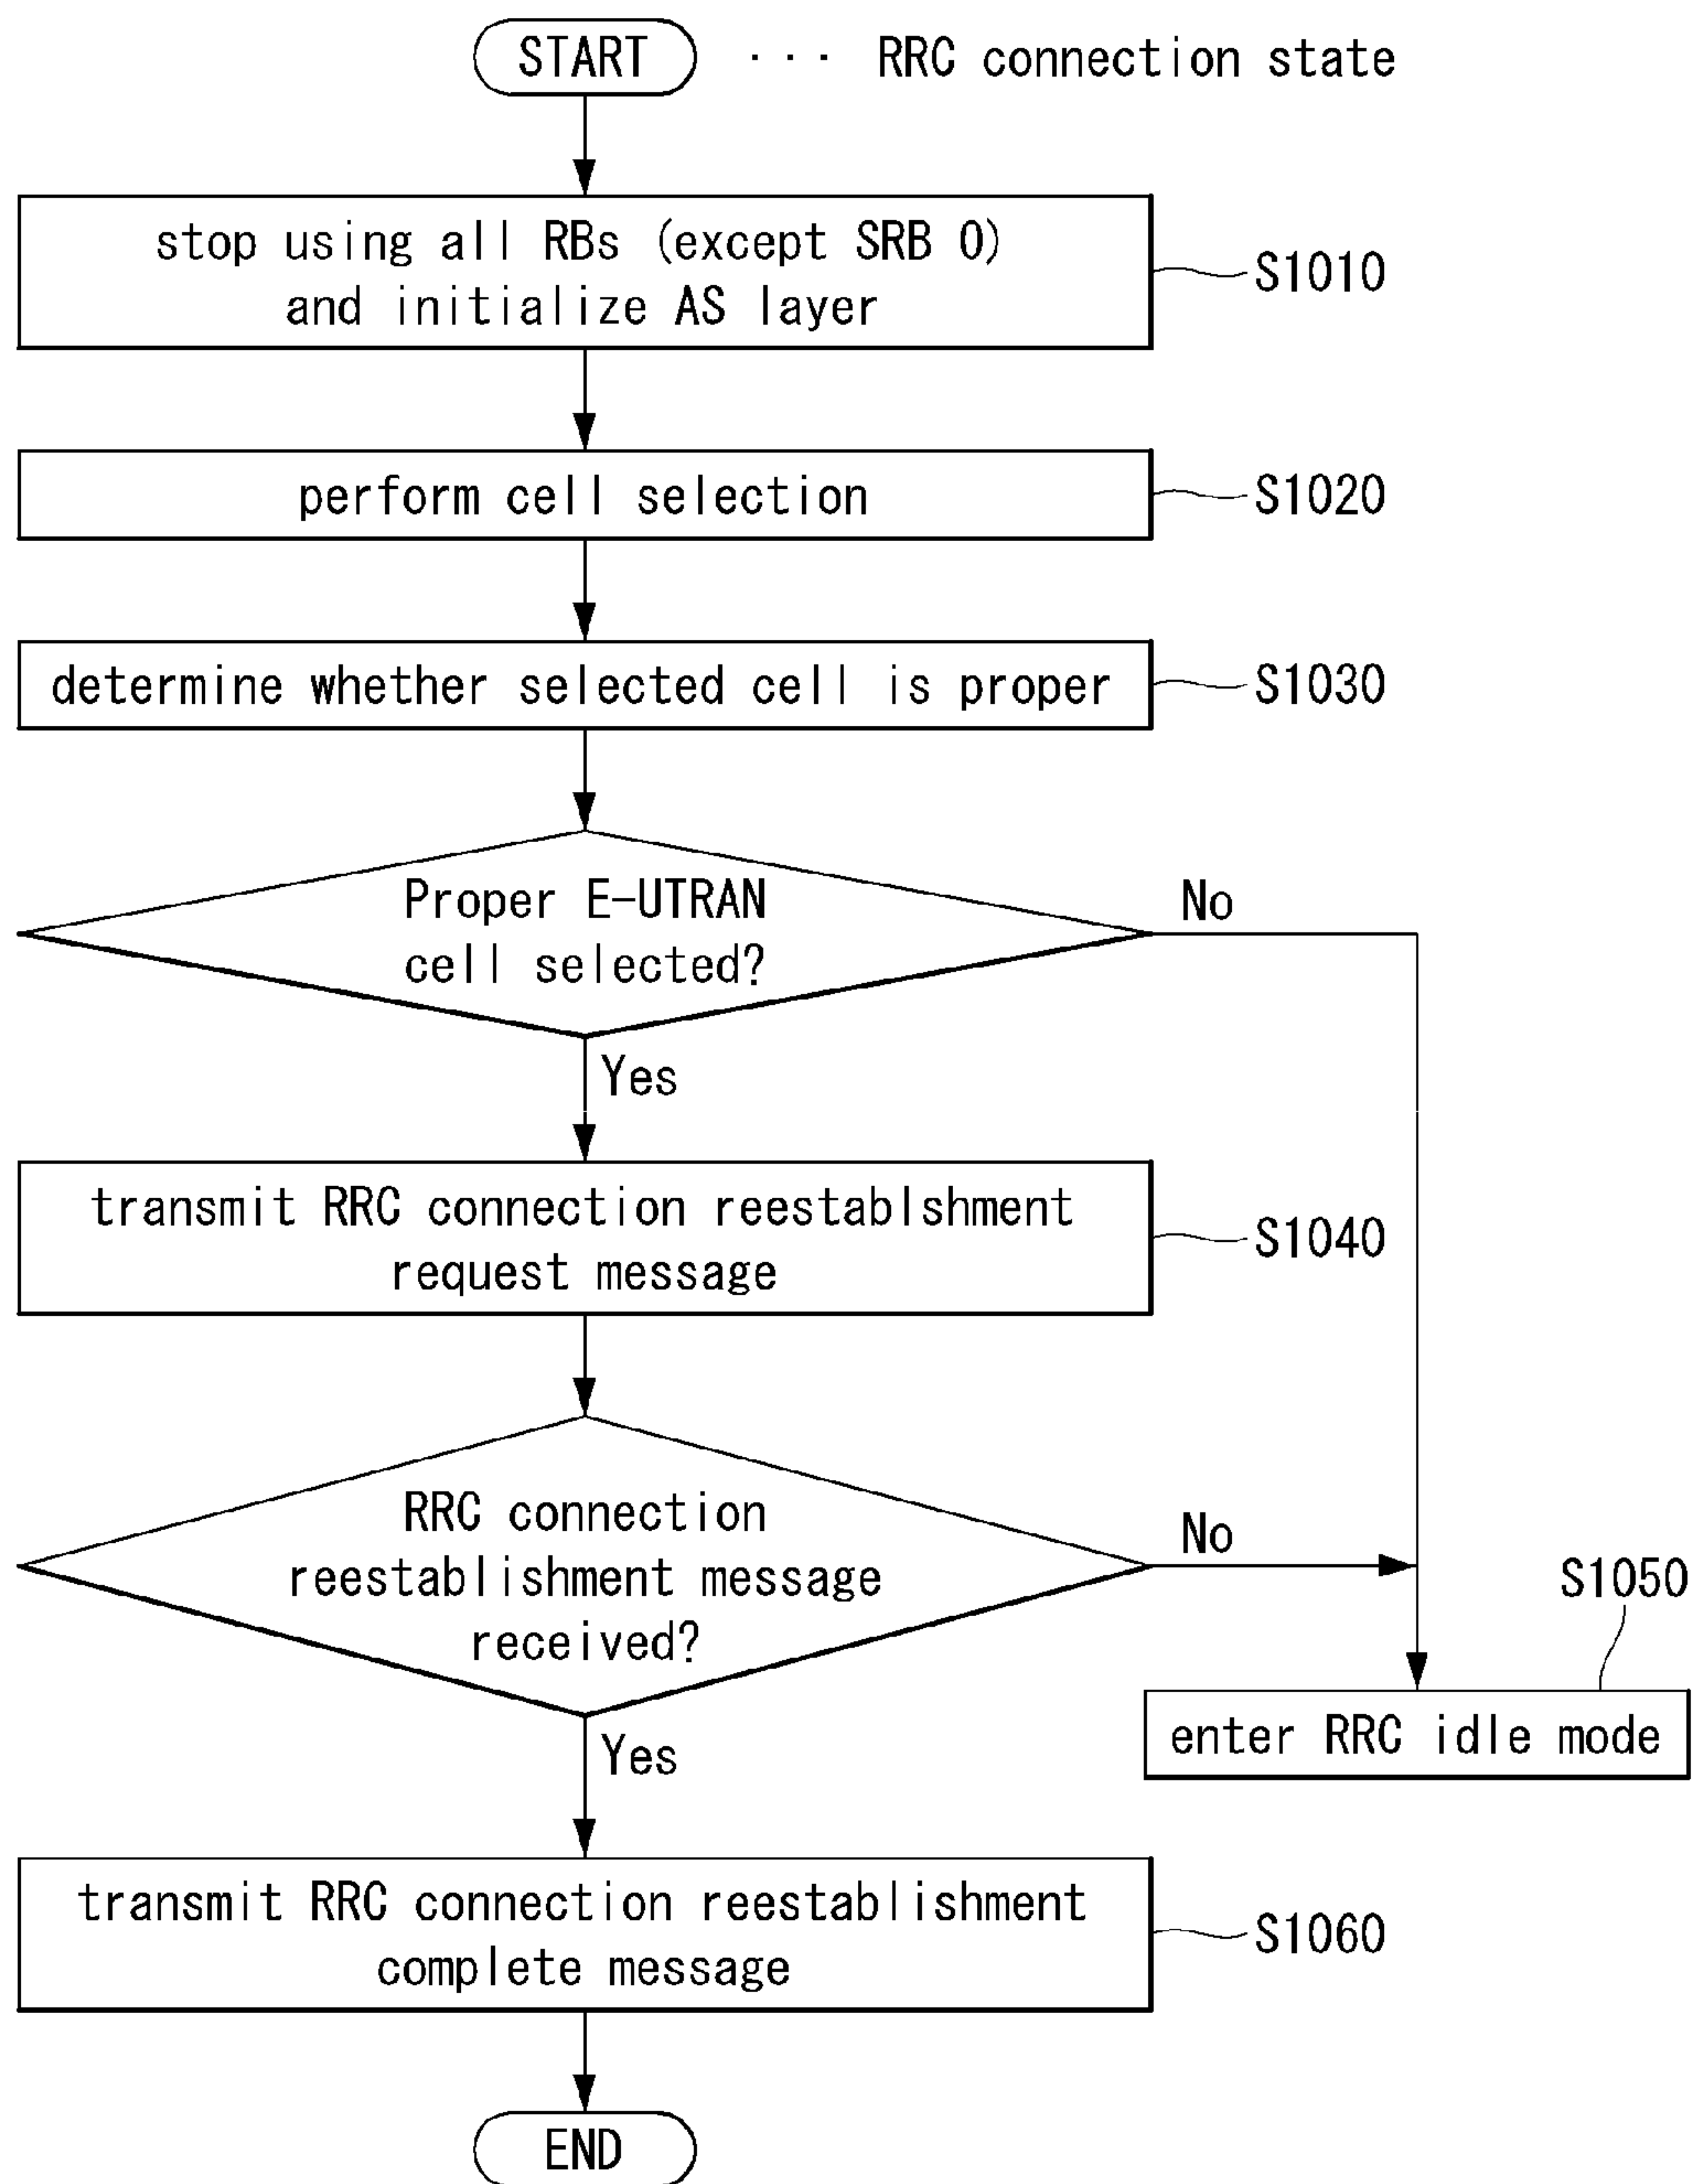 START ··· RRC connection state
stop using all RBs (except SRB 0)
and initialize AS layer
S1010
perform cell selection
S1020
determine whether selected cell is proper
S1030
Proper E-UTRAN
cell selected?
No
Yes
transmit RRC connection reestablshment
request message
S1040
RRC connection
reestablishment message
received?
No
Yes
S1050
enter RRC idle mode
transmit RRC connection reestablishment
complete message
S1060
END